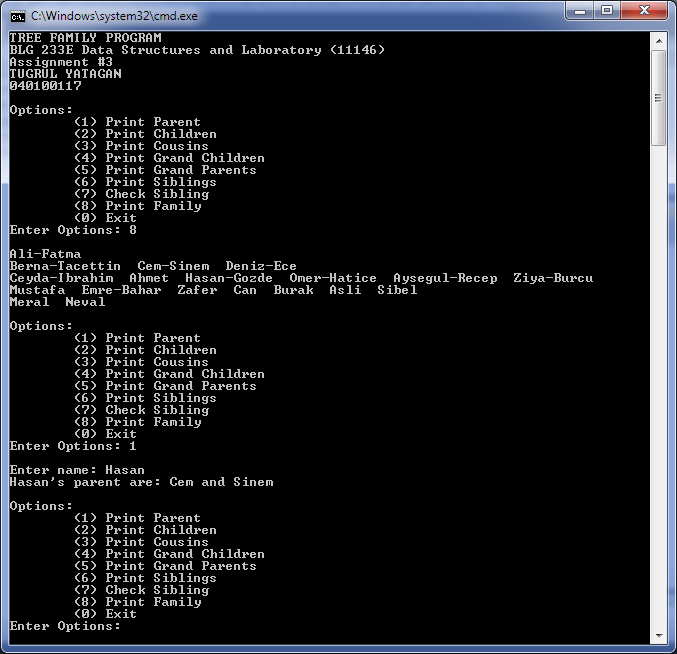 C:\Windows\system32\cmd.exe
TREE FAMILY PROGRAM
BLG 233E Data Structures and Laboratory (11146)
Assignment #3
TUGRUL YATAGAN
040100117
Options:
(1) Print Parent
(2) Print Children
(3) Print Cousins
(4) Print Grand Children
(5) Print Grand Parents
(6) Print Siblings
(7) Check Sibling
(8) Print Family
(0) Exit
Enter Options: 8
Ali-Fatma
Berna-Tacettin  Cem-Sinem  Deniz-Ece
Ceyda-Ibrahim  Ahmet  Hasan-Gozde  Omer-Hatice  Aysegul-Recep  Ziya-Burcu
Mustafa  Emre-Bahar  Zafer  Can  Burak  Asli  Sibel
Meral  Neval
Options:
(1) Print Parent
(2) Print Children
(3) Print Cousins
(4) Print Grand Children
(5) Print Grand Parents
(6) Print Siblings
(7) Check Sibling
(8) Print Family
(0) Exit
Enter Options: 1
Enter name: Hasan
Hasan's parent are: Cem and Sinem
Options:
(1) Print Parent
(2) Print Children
(3) Print Cousins
(4) Print Grand Children
(5) Print Grand Parents
(6) Print Siblings
(7) Check Sibling
(8) Print Family
(0) Exit
Enter Options: